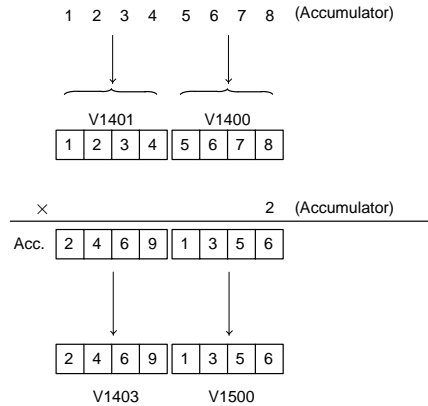 1 2 3 4 5 6 7 8 (Accumulator)
V1401 V1400
1 2 3 4 5 6 7 8
× 2 (Accumulator)
Acc. 2 4 6 9 1 3 5 6
2 4 6 9 1 3 5 6
V1403 V1500